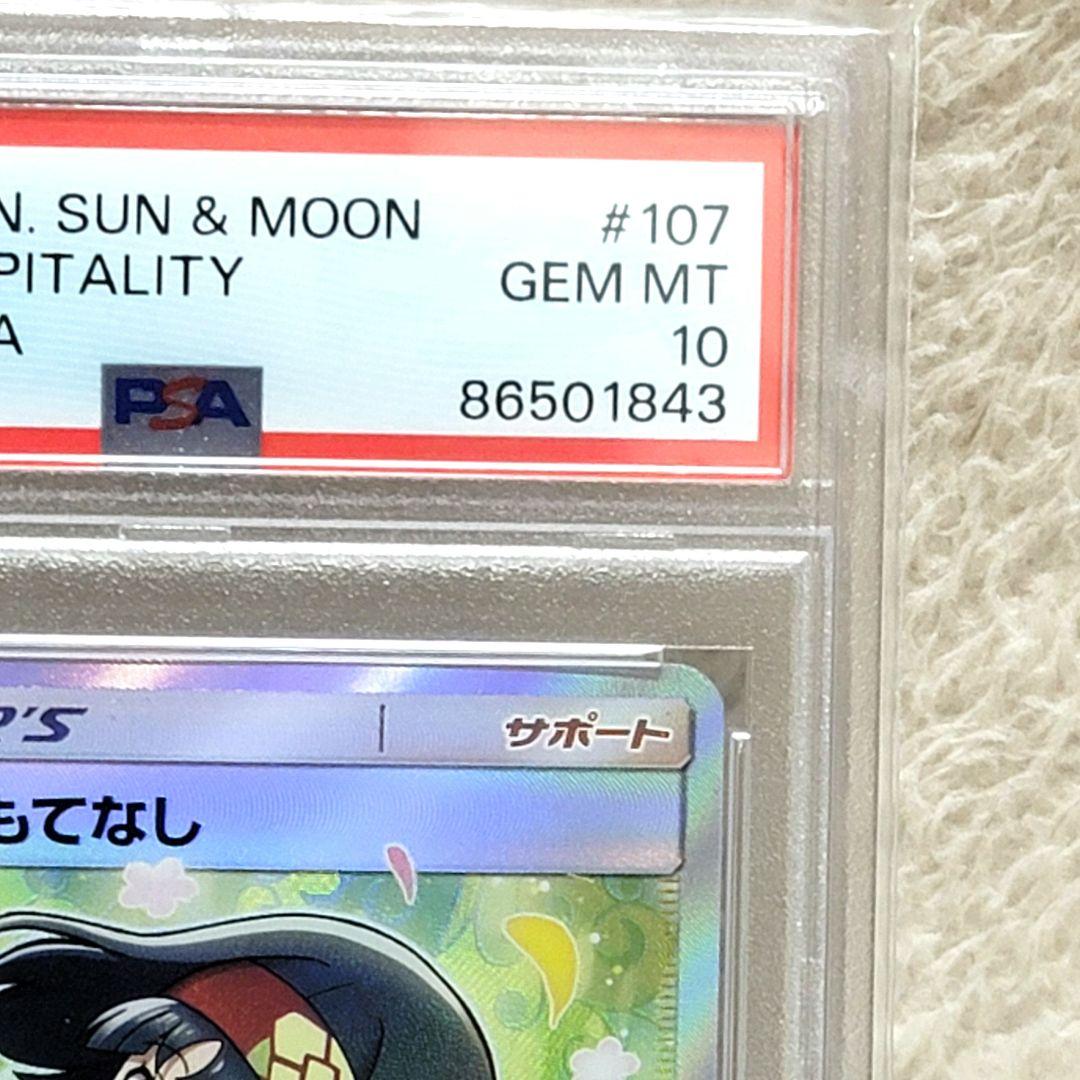 N. SUN & MOON #107
PITALITY GEM MT
A 10
PSA 86501843
R'S サポート
もてなし